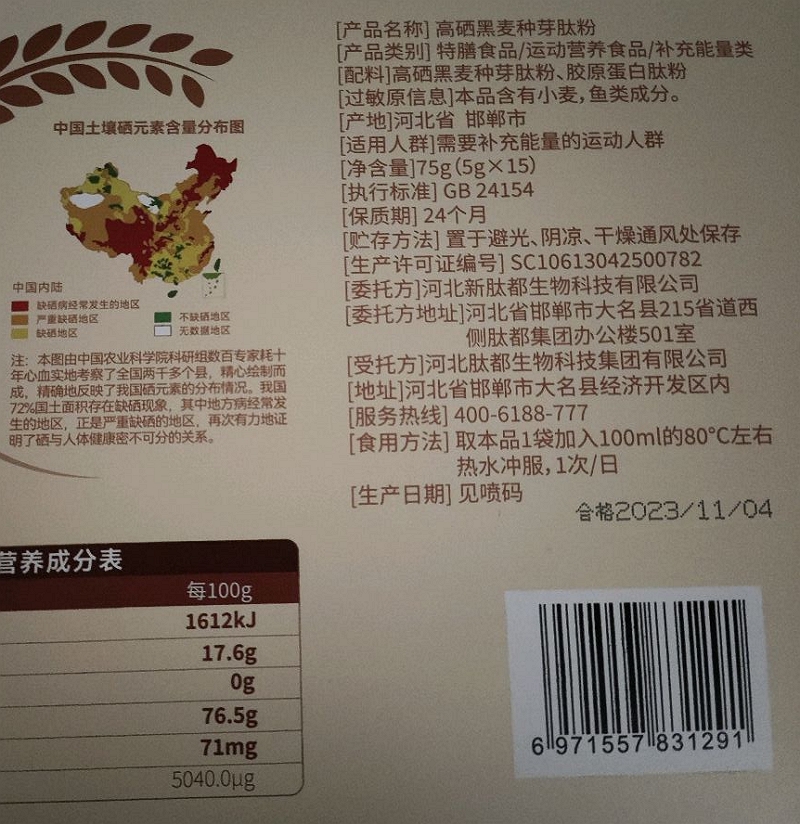 [产品名称] 高硒黑麦种芽肽粉
[产品类别] 特膳食品/运动营养食品/补充能量类
[配料]高硒黑麦种芽肽粉、胶原蛋白肽粉
[过敏原信息]本品含有小麦,鱼类成分。
[产地]河北省 邯郸市
[适用人群]需要补充能量的运动人群
[净含量]75g(5g×15)
[执行标准] GB 24154
[保质期] 24个月
[贮存方法] 置于避光、阴凉、干燥通风处保存
[生产许可证编号] SC10613042500782
[委托方]河北新肽都生物科技有限公司
[委托方地址]河北省邯郸市大名县215省道西
侧肽都集团办公楼501室
[受托方]河北肽都生物科技集团有限公司
[地址]河北省邯郸市大名县经济开发区内
[服务热线] 400-6188-777
[食用方法] 取本品1袋加入100ml的80°C左右
热水冲服,1次/日
[生产日期] 见喷码
合格2023/11/04
中国土壤硒元素含量分布图
中国内陆
缺硒病经常发生的地区
严重缺硒地区
缺硒地区
不缺硒地区
无数据地区
注: 本图由中国农业科学院科研组数百专家耗十
年心血实地考察了全国两千多个县, 精心绘制而
成, 精确地反映了我国硒元素的分布情况。我国
72%国土面积存在缺硒现象, 其中地方病经常发
生的地区, 正是严重缺硒的地区, 再次有力地证
明了硒与人体健康密不可分的关系。
营养成分表
每100g
1612kJ
17.6g
0g
76.5g
71mg
5040.0μg
6 971557 831291